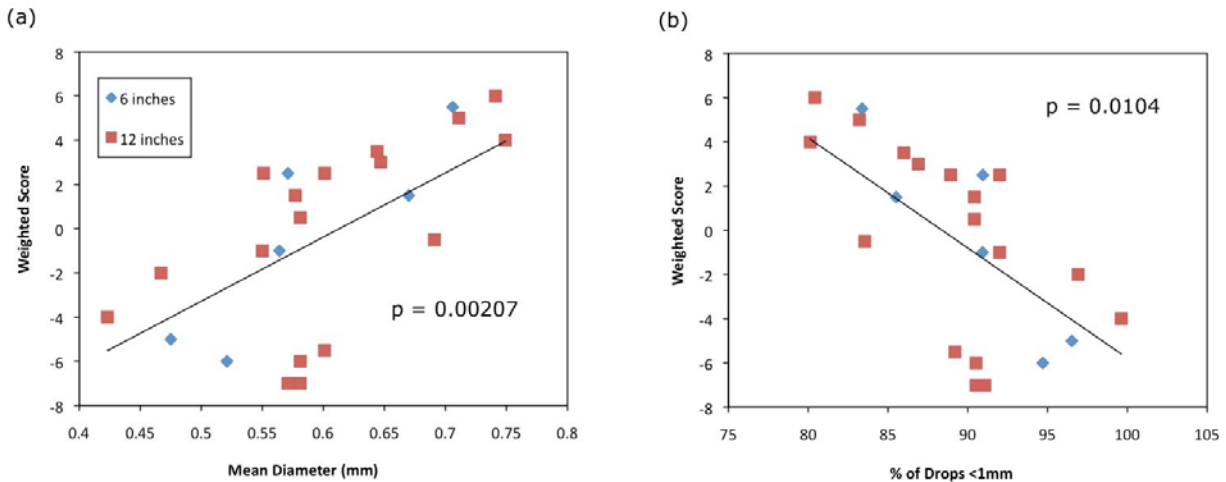 (a)
8
6
4
2
0
-2
-4
-6
-8
Weighted Score
6 inches
12 inches
p = 0.00207
0.4 0.45 0.5 0.55 0.6 0.65 0.7 0.75 0.8
Mean Diameter (mm)
(b)
8
6
4
2
0
-2
-4
-6
-8
Weighted Score
p = 0.0104
75 80 85 90 95 100 105
% of Drops <1mm